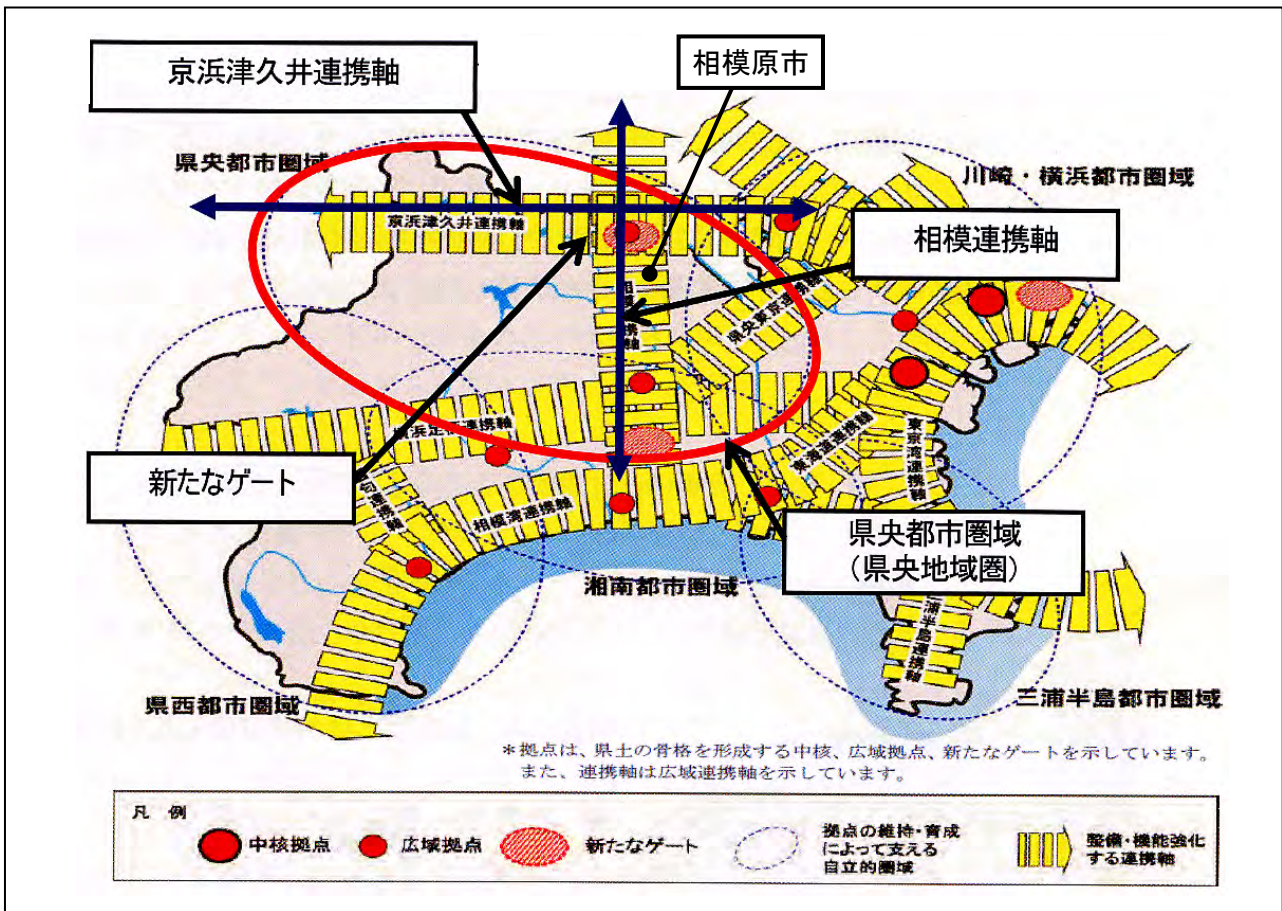 京浜津久井連携軸
相模原市
県央都市圏域
川崎・横浜都市圏域
京浜津久井連携軸
相模連携軸
県央東京連携軸
新たなゲート
東海道連携軸
東京湾連携軸
相模湾連携軸
県央都市圏域
(県央地域圏)
湘南都市圏域
県西都市圏域
三浦半島都市圏域
*拠点は、県土の骨格を形成する中核、広域拠点、新たなゲートを示しています。
また、連携軸は広域連携軸を示しています。
凡 例
中核拠点
広域拠点
新たなゲート
拠点の維持・育成
によって支える
自立的圏域
整備・機能強化
する連携軸